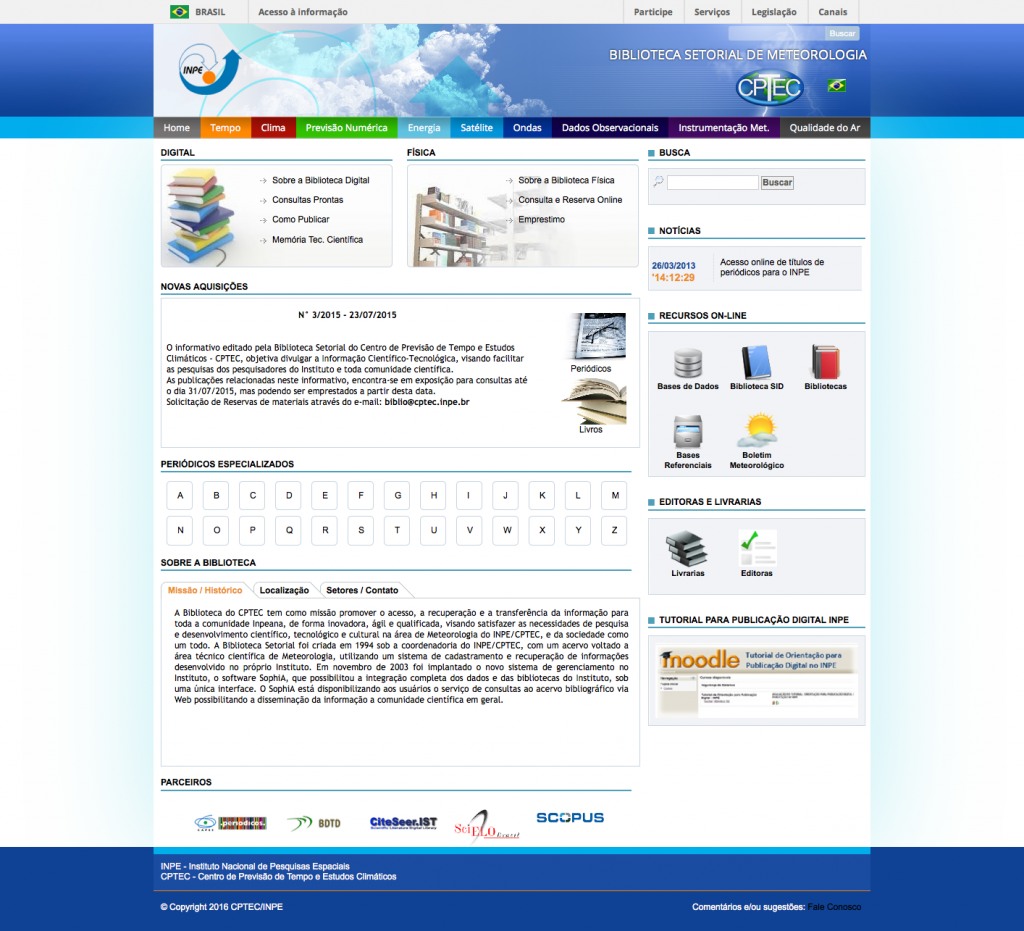 BRASIL
Acesso à informação
Participe
Serviços
Legislação
Canais
Buscar
INPE
BIBLIOTECA SETORIAL DE METEOROLOGIA
CPTEC
Home
Tempo
Clima
Previsão Numérica
Energia
Satélite
Ondas
Dados Observacionais
Instrumentação Met.
Qualidade do Ar
DIGITAL
Sobre a Biblioteca Digital
Consultas Prontas
Como Publicar
Memória Tec. Científica
FÍSICA
Sobre a Biblioteca Física
Consulta e Reserva Online
Emprestimo
BUSCA
Buscar
NOTÍCIAS
26/03/2013
'14:12:29
Acesso online de títulos de
periódicos para o INPE
NOVAS AQUISIÇÕES
N° 3/2015 - 23/07/2015
O informativo editado pela Biblioteca Setorial do Centro de Previsão de Tempo e Estudos
Climáticos - CPTEC, objetiva divulgar a Informação Científico-Tecnológica, visando facilitar
as pesquisas dos pesquisadores do Instituto e toda comunidade científica.
As publicações relacionadas neste informativo, encontra-se em exposição para consultas até
o dia 31/07/2015, mas podendo ser emprestados a partir desta data.
Solicitação de Reservas de materiais através do e-mail: biblio@cptec.inpe.br
Periódicos
Livros
RECURSOS ON-LINE
Bases de Dados
Biblioteca SID
Bibliotecas
Bases
Referenciais
Boletim
Meteorológico
PERIÓDICOS ESPECIALIZADOS
A B C D E F G H I J K L M
N O P Q R S T U V W X Y Z
EDITORAS E LIVRARIAS
Livrarias
Editoras
SOBRE A BIBLIOTECA
Missão / Histórico
Localização
Setores / Contato
A Biblioteca do CPTEC tem como missão promover o acesso, a recuperação e a transferência da informação para
toda a comunidade Inpeana, de forma inovadora, ágil e qualificada, visando satisfazer as necessidades de pesquisa
e desenvolvimento científico, tecnológico e cultural na área de Meteorologia do INPE/CPTEC, e da sociedade como
um todo. A Biblioteca Setorial foi criada em 1994 sob a coordenadoria do INPE/CPTEC, com um acervo voltado a
área técnico científica de Meteorologia, utilizando um sistema de cadastramento e recuperação de informações
desenvolvido no próprio Instituto. Em novembro de 2003 foi implantado o novo sistema de gerenciamento no
Instituto, o software SophiA, que possibilitou a integração completa dos dados e das bibliotecas do Instituto, sob
uma única interface. O SophiA está disponibilizando aos usuários o serviço de consultas ao acervo bibliográfico via
Web possibilitando a disseminação da informação a comunidade científica em geral.
TUTORIAL PARA PUBLICAÇÃO DIGITAL INPE
moodle
Tutorial de Orientação para
Publicação Digital no INPE
PARCEIROS
periodicos.
BDTD
CiteSeer.IST
Scientific Literature Digital Library
SciELO Brazil
SCOPUS
INPE - Instituto Nacional de Pesquisas Espaciais
CPTEC - Centro de Previsão de Tempo e Estudos Climáticos
© Copyright 2016 CPTEC/INPE
Comentários e/ou sugestões: Fale Conosco